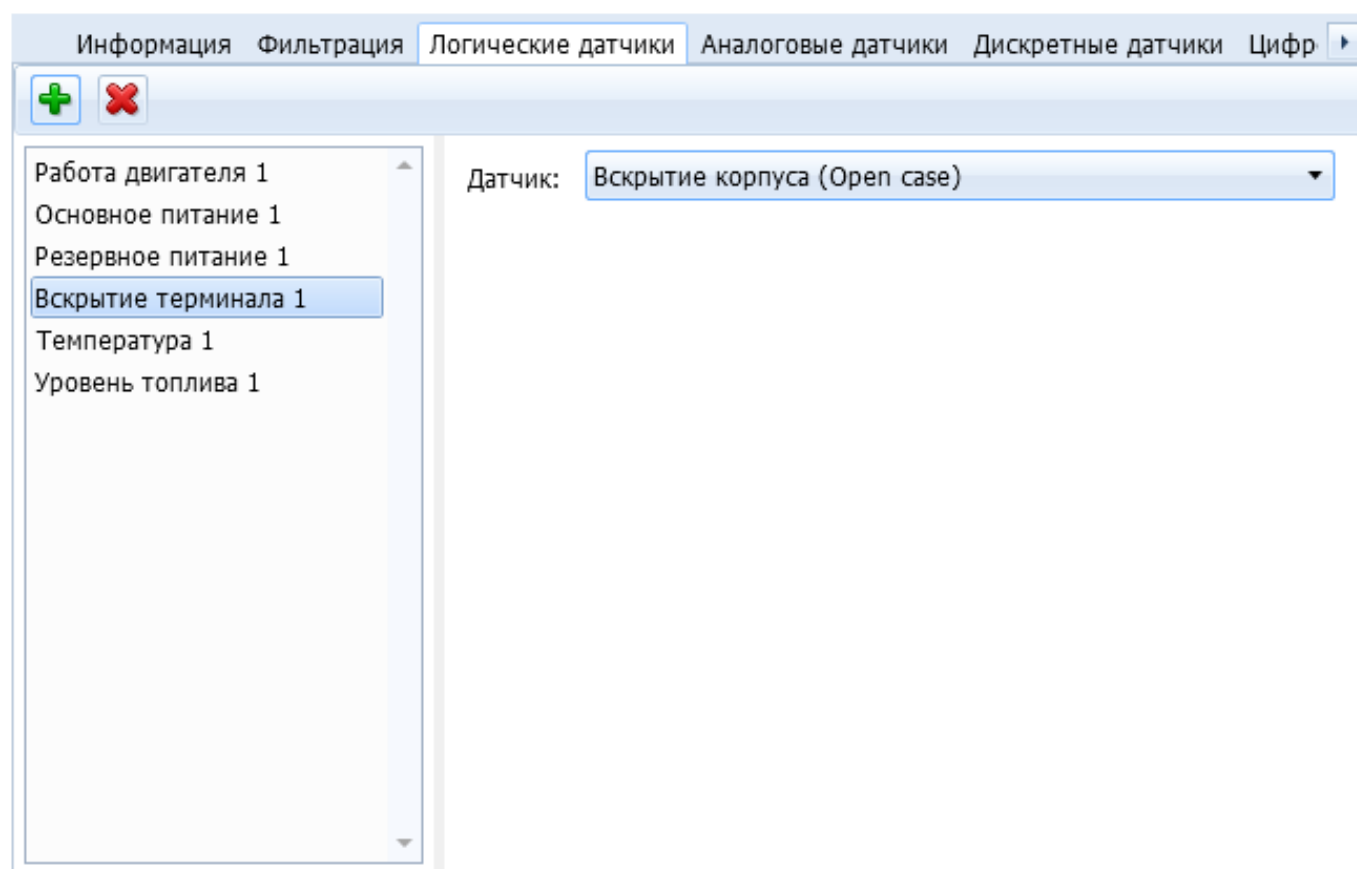 Информация Фильтрация Логические датчики Аналоговые датчики Дискретные датчики Цифр
Работа двигателя 1
Основное питание 1
Резервное питание 1
Вскрытие терминала 1
Температура 1
Уровень топлива 1
Датчик: Вскрытие корпуса (Open case)